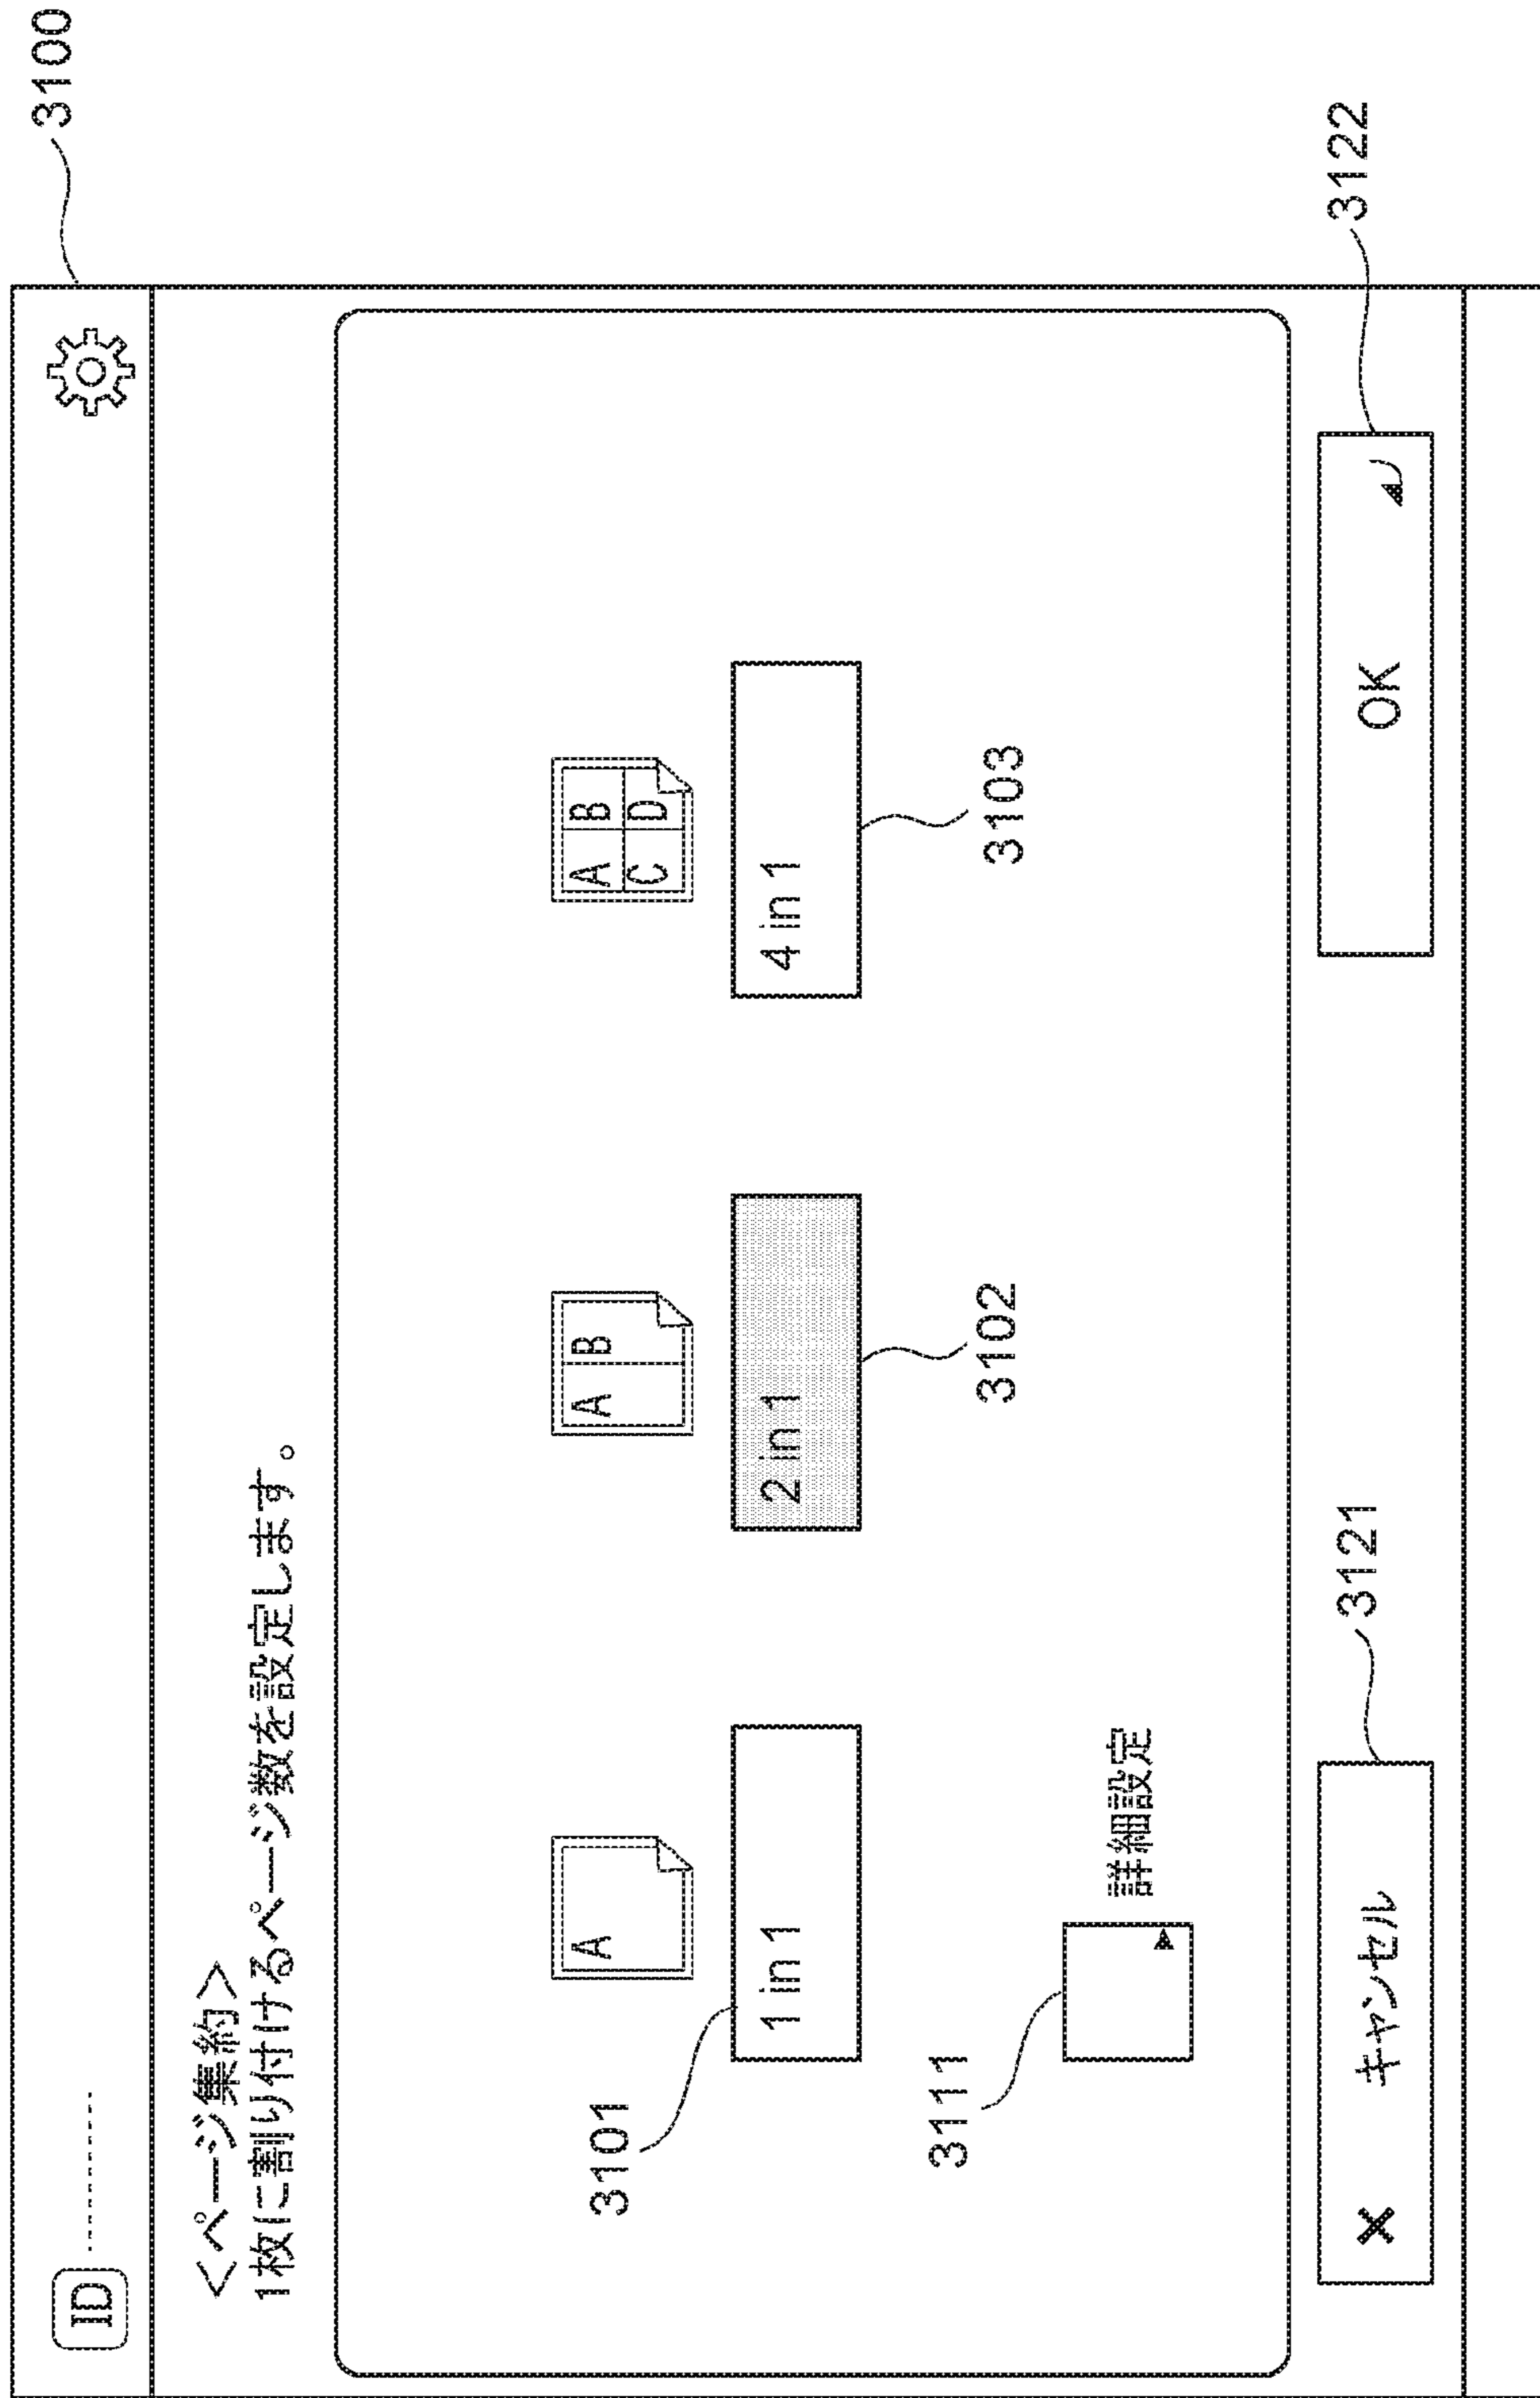 3100
ID
<ページ集約>
1枚に割り付けるページ数を設定します。
A
A B
A B
C D
3101
1 in 1
2 in 1
4 in 1
3102
3103
3111
詳細設定
3121
3122
× キャンセル
OK